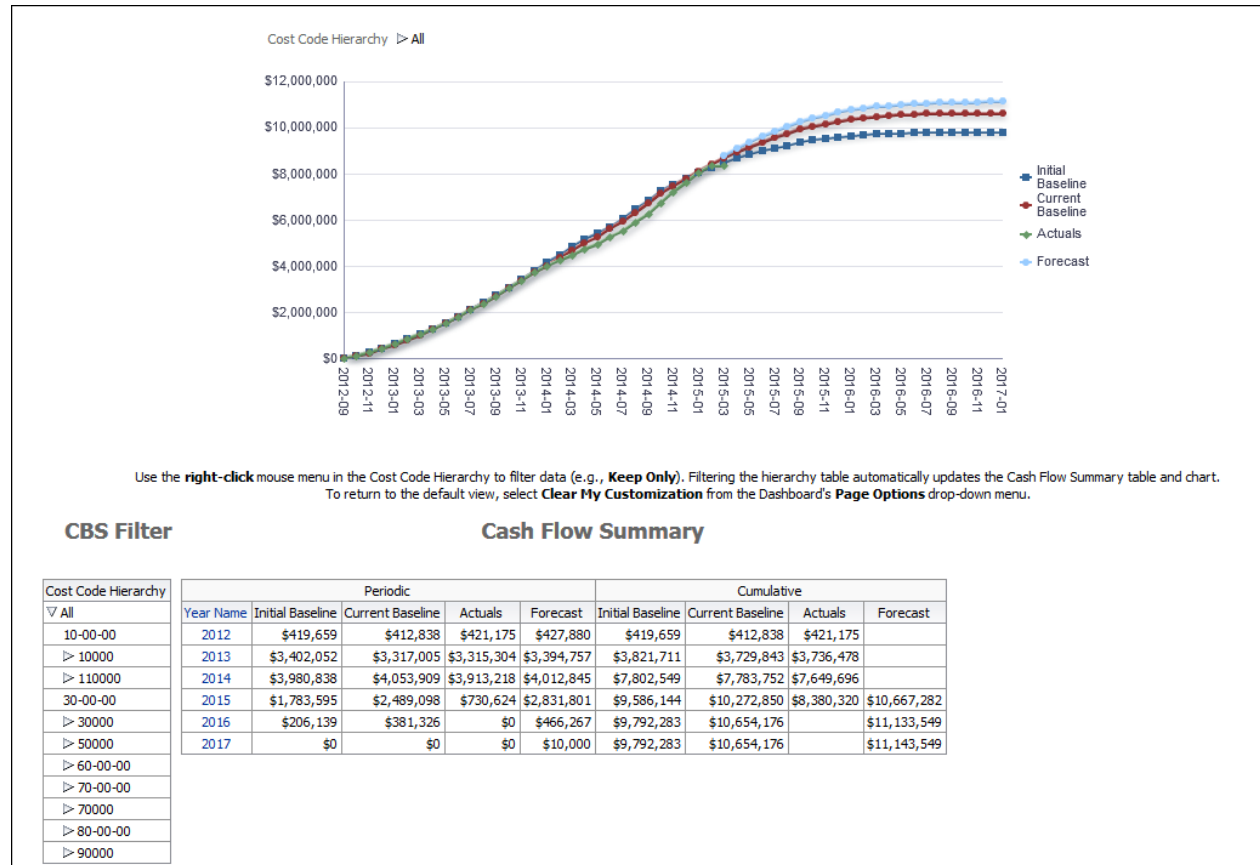 Cost Code Hierarchy ▷ All
$12,000,000
$10,000,000
$8,000,000
$6,000,000
$4,000,000
$2,000,000
$0
2012-09
2012-11
2013-01
2013-03
2013-05
2013-07
2013-09
2013-11
2014-01
2014-03
2014-05
2014-07
2014-09
2014-11
2015-01
2015-03
2015-05
2015-07
2015-09
2015-11
2016-01
2016-03
2016-05
2016-07
2016-09
2016-11
2017-01
Initial
Baseline
Current
Baseline
Actuals
Forecast
Use the right-click mouse menu in the Cost Code Hierarchy to filter data (e.g., Keep Only). Filtering the hierarchy table automatically updates the Cash Flow Summary table and chart.
To return to the default view, select Clear My Customization from the Dashboard's Page Options drop-down menu.
CBS Filter
Cost Code Hierarchy
▽ All
10-00-00
▷ 10000
▷ 110000
30-00-00
▷ 30000
▷ 50000
▷ 60-00-00
▷ 70-00-00
▷ 70000
▷ 80-00-00
▷ 90000
Cash Flow Summary
Periodic Cumulative
Year Name Initial Baseline Current Baseline Actuals Forecast Initial Baseline Current Baseline Actuals Forecast
2012 $419,659 $412,838 $421,175 $427,880 $419,659 $412,838 $421,175
2013 $3,402,052 $3,317,005 $3,315,304 $3,394,757 $3,821,711 $3,729,843 $3,736,478
2014 $3,980,838 $4,053,909 $3,913,218 $4,012,845 $7,802,549 $7,783,752 $7,649,696
2015 $1,783,595 $2,489,098 $730,624 $2,831,801 $9,586,144 $10,272,850 $8,380,320 $10,667,282
2016 $206,139 $381,326 $0 $466,267 $9,792,283 $10,654,176 $11,133,549
2017 $0 $0 $0 $10,000 $9,792,283 $10,654,176 $11,143,549